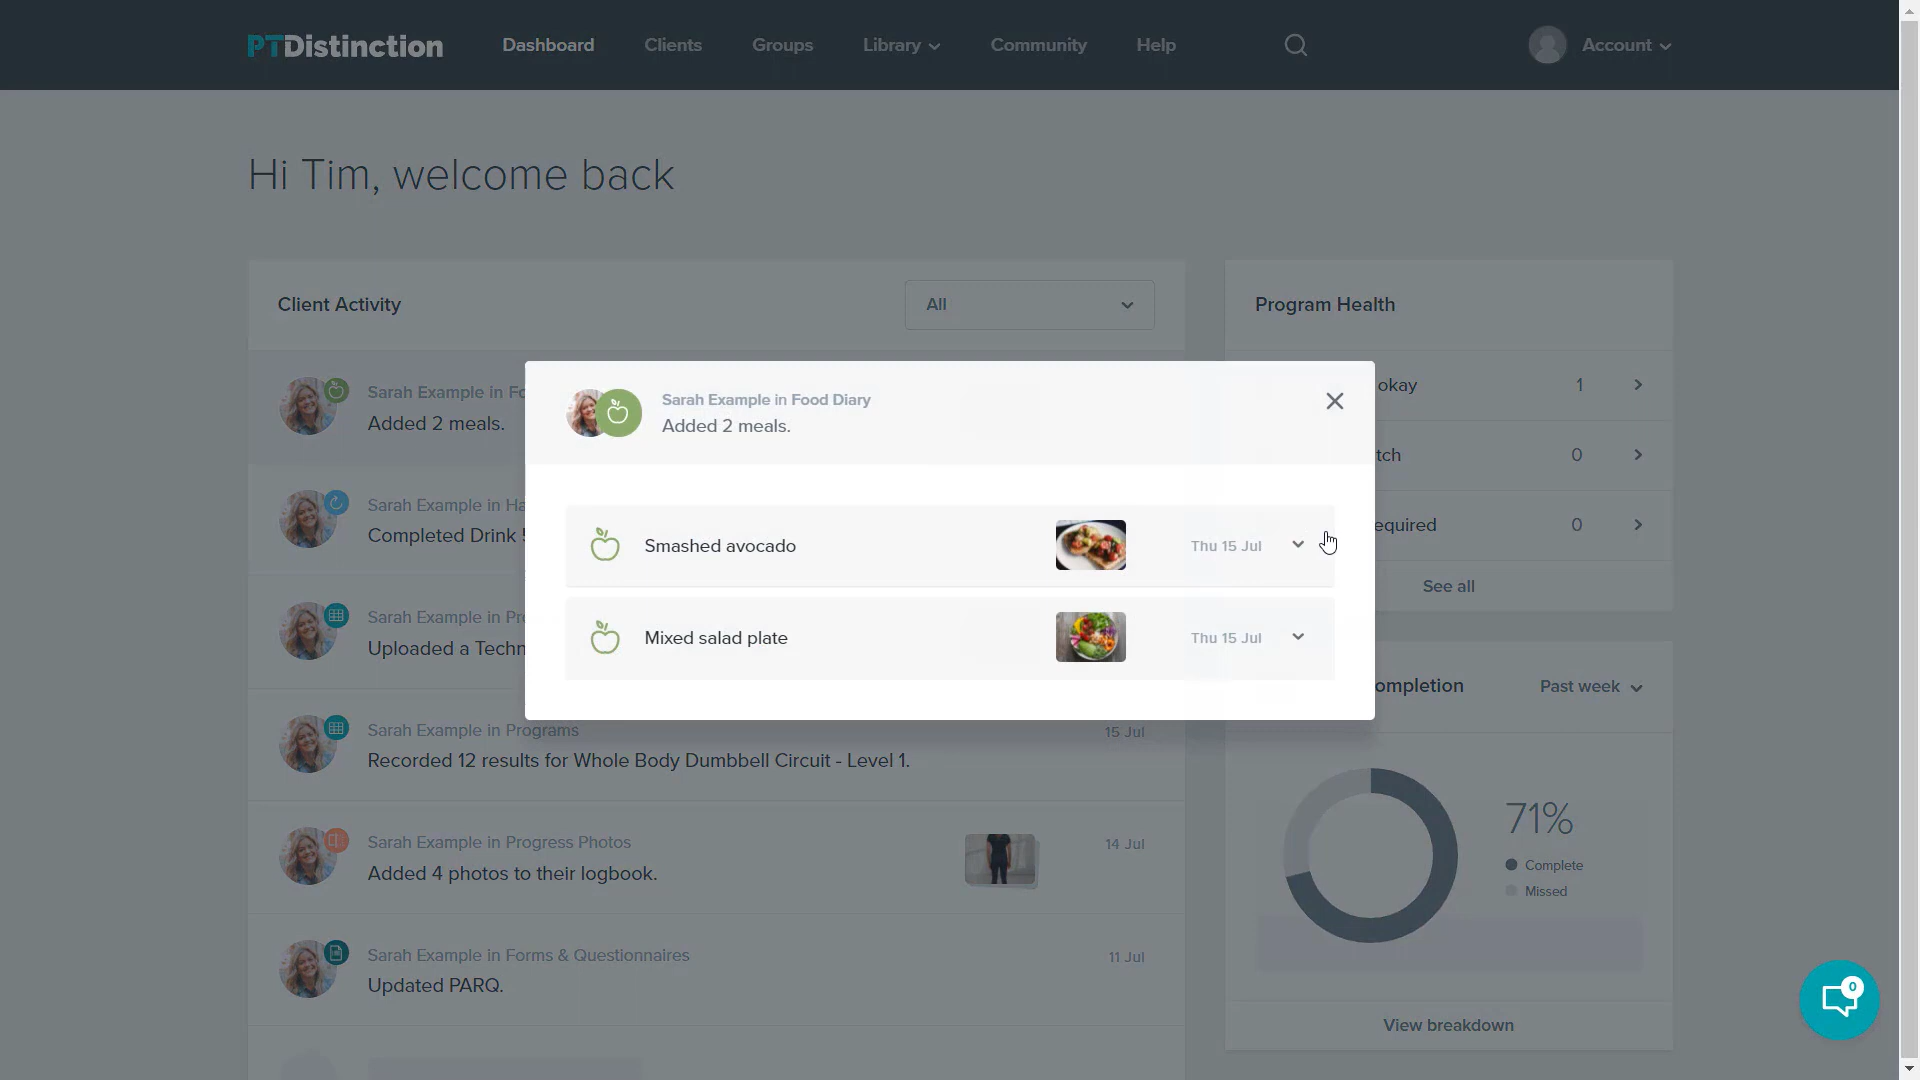 PTDistinction
Dashboard
Clients
Groups
Library
Community
Help
Account
Hi Tim, welcome back
Client Activity
All
Sarah Example in Fo
Added 2 meals.
Sarah Example in Ha
Completed Drink
Sarah Example in Pr
Uploaded a Techn
Sarah Example in Programs
15 Jul
Recorded 12 results for Whole Body Dumbbell Circuit - Level 1.
Sarah Example in Progress Photos
14 Jul
Added 4 photos to their logbook.
Sarah Example in Forms & Questionnaires
11 Jul
Updated PARQ.
Sarah Example in Food Diary
Added 2 meals.
Smashed avocado
Thu 15 Jul
Mixed salad plate
Thu 15 Jul
Program Health
okay
1
tch
0
equired
0
See all
ompletion
Past week
71%
Complete
Missed
View breakdown
0